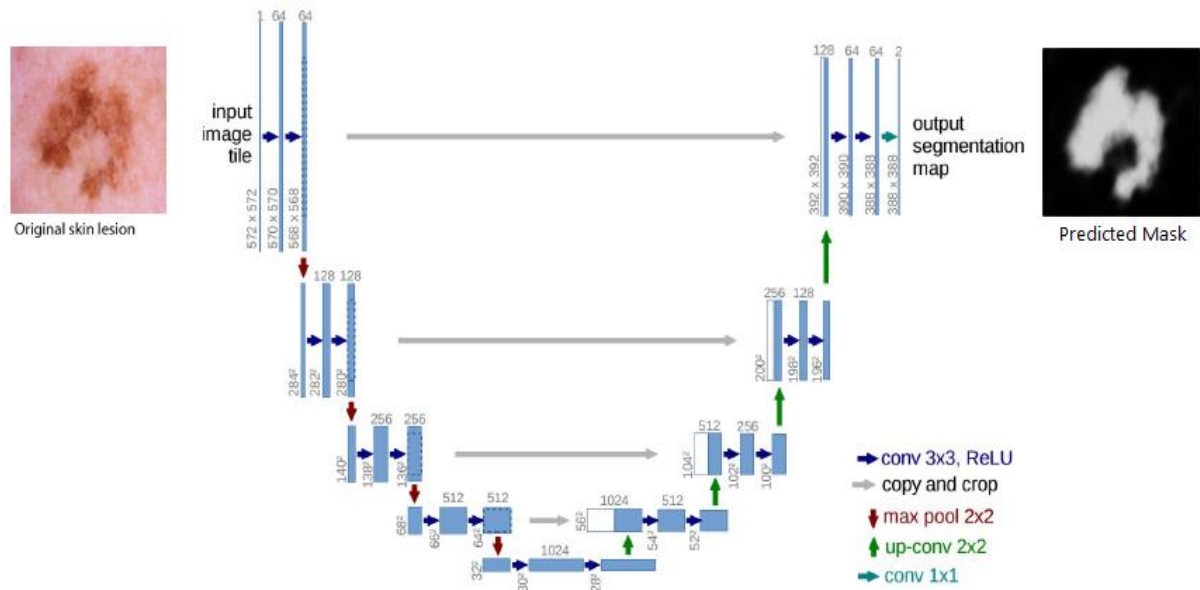 1 64 64
128 64 64 2
input
image
tile
output
segmentation
map
572 x 572
570 x 570
568 x 568
392 x 392
390 x 390
388 x 388
388 x 388
Original skin lesion
Predicted Mask
128 128
256 128
284²
282²
280²
200²
198²
196²
256 256
512 256
140²
138²
136²
104²
102²
100²
512 512
1024 512
68²
66²
64²
56²
54²
52²
1024
32²
30²
28²
conv 3x3, ReLU
copy and crop
max pool 2x2
up-conv 2x2
conv 1x1